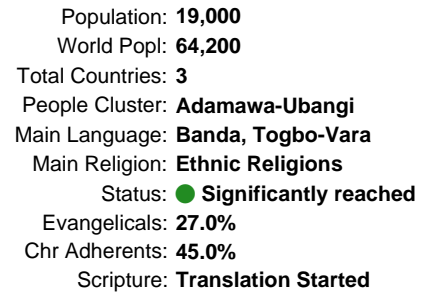 Population: 19,000
World Popl: 64,200
Total Countries: 3
People Cluster: Adamawa-Ubangi
Main Language: Banda, Togbo-Vara
Main Religion: Ethnic Religions
Status: Significantly reached
Evangelicals: 27.0%
Chr Adherents: 45.0%
Scripture: Translation Started